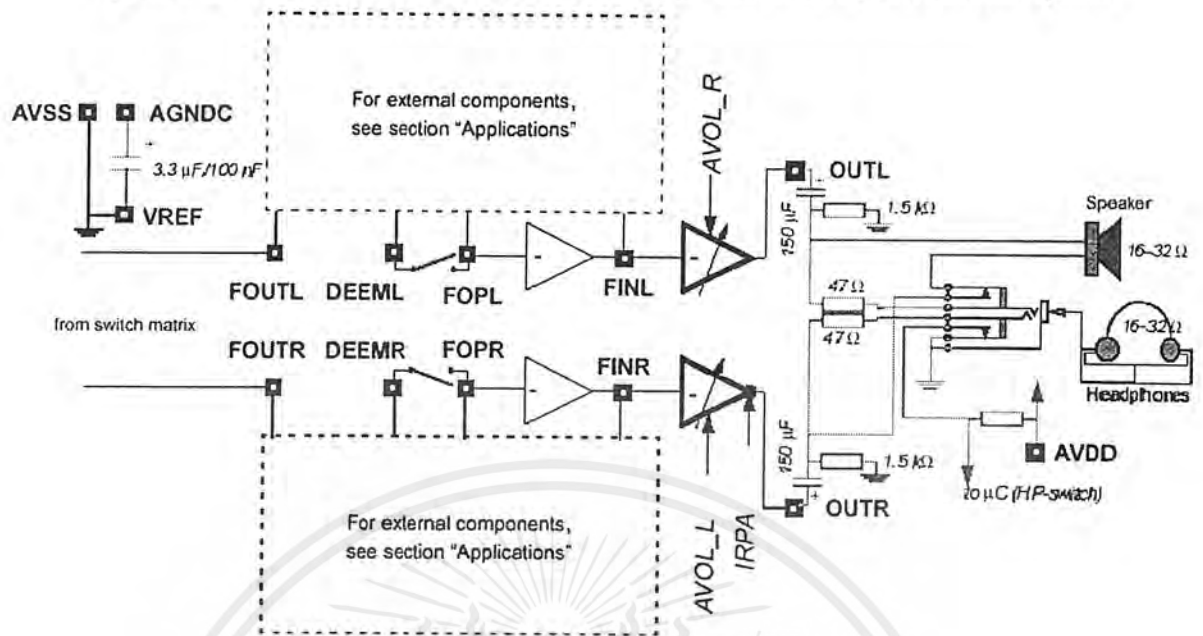 For external components,
see section "Applications"
AVOL_R
AVSS
AGNDC
3.3 µF/100 nF
VREF
OUTL
1.5 kΩ
150 µF
Speaker
16-32 Ω
FOUTL
DEEML
FOPL
FINL
47 Ω
47 Ω
from switch matrix
FOUTR
DEEMR
FOPR
FINR
16-32 Ω
Headphones
150 µF
1.5 kΩ
AVDD
to µC (HP-switch)
OUTR
For external components,
see section "Applications"
AVOL_L
IRPA